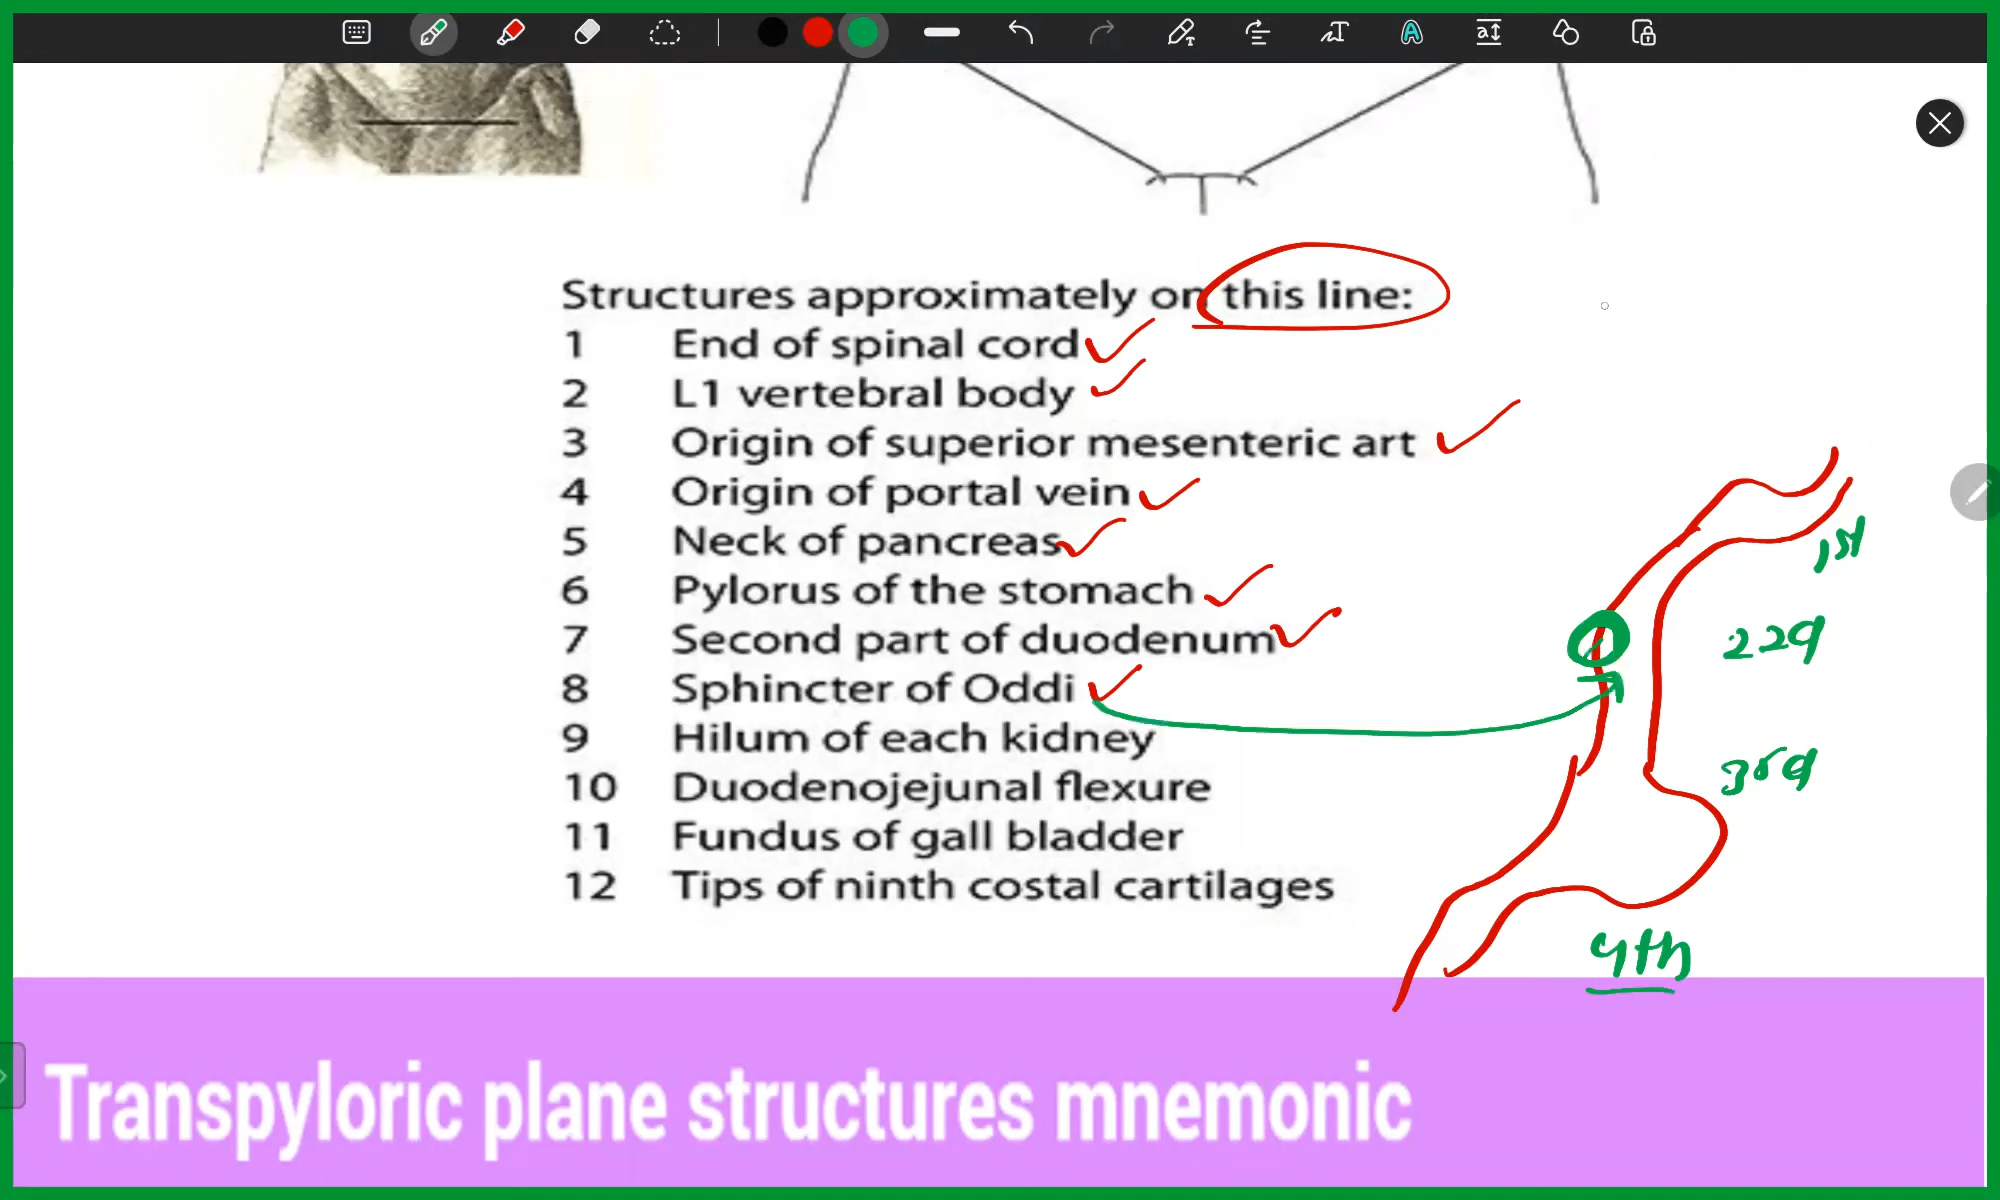 Structures approximately on this line:
1 End of spinal cord
2 L1 vertebral body
3 Origin of superior mesenteric art
4 Origin of portal vein
5 Neck of pancreas
6 Pylorus of the stomach
7 Second part of duodenum
8 Sphincter of Oddi
9 Hilum of each kidney
10 Duodenojejunal flexure
11 Fundus of gall bladder
12 Tips of ninth costal cartilages
1st
3rd
4th
Transpyloric plane structures mnemonic